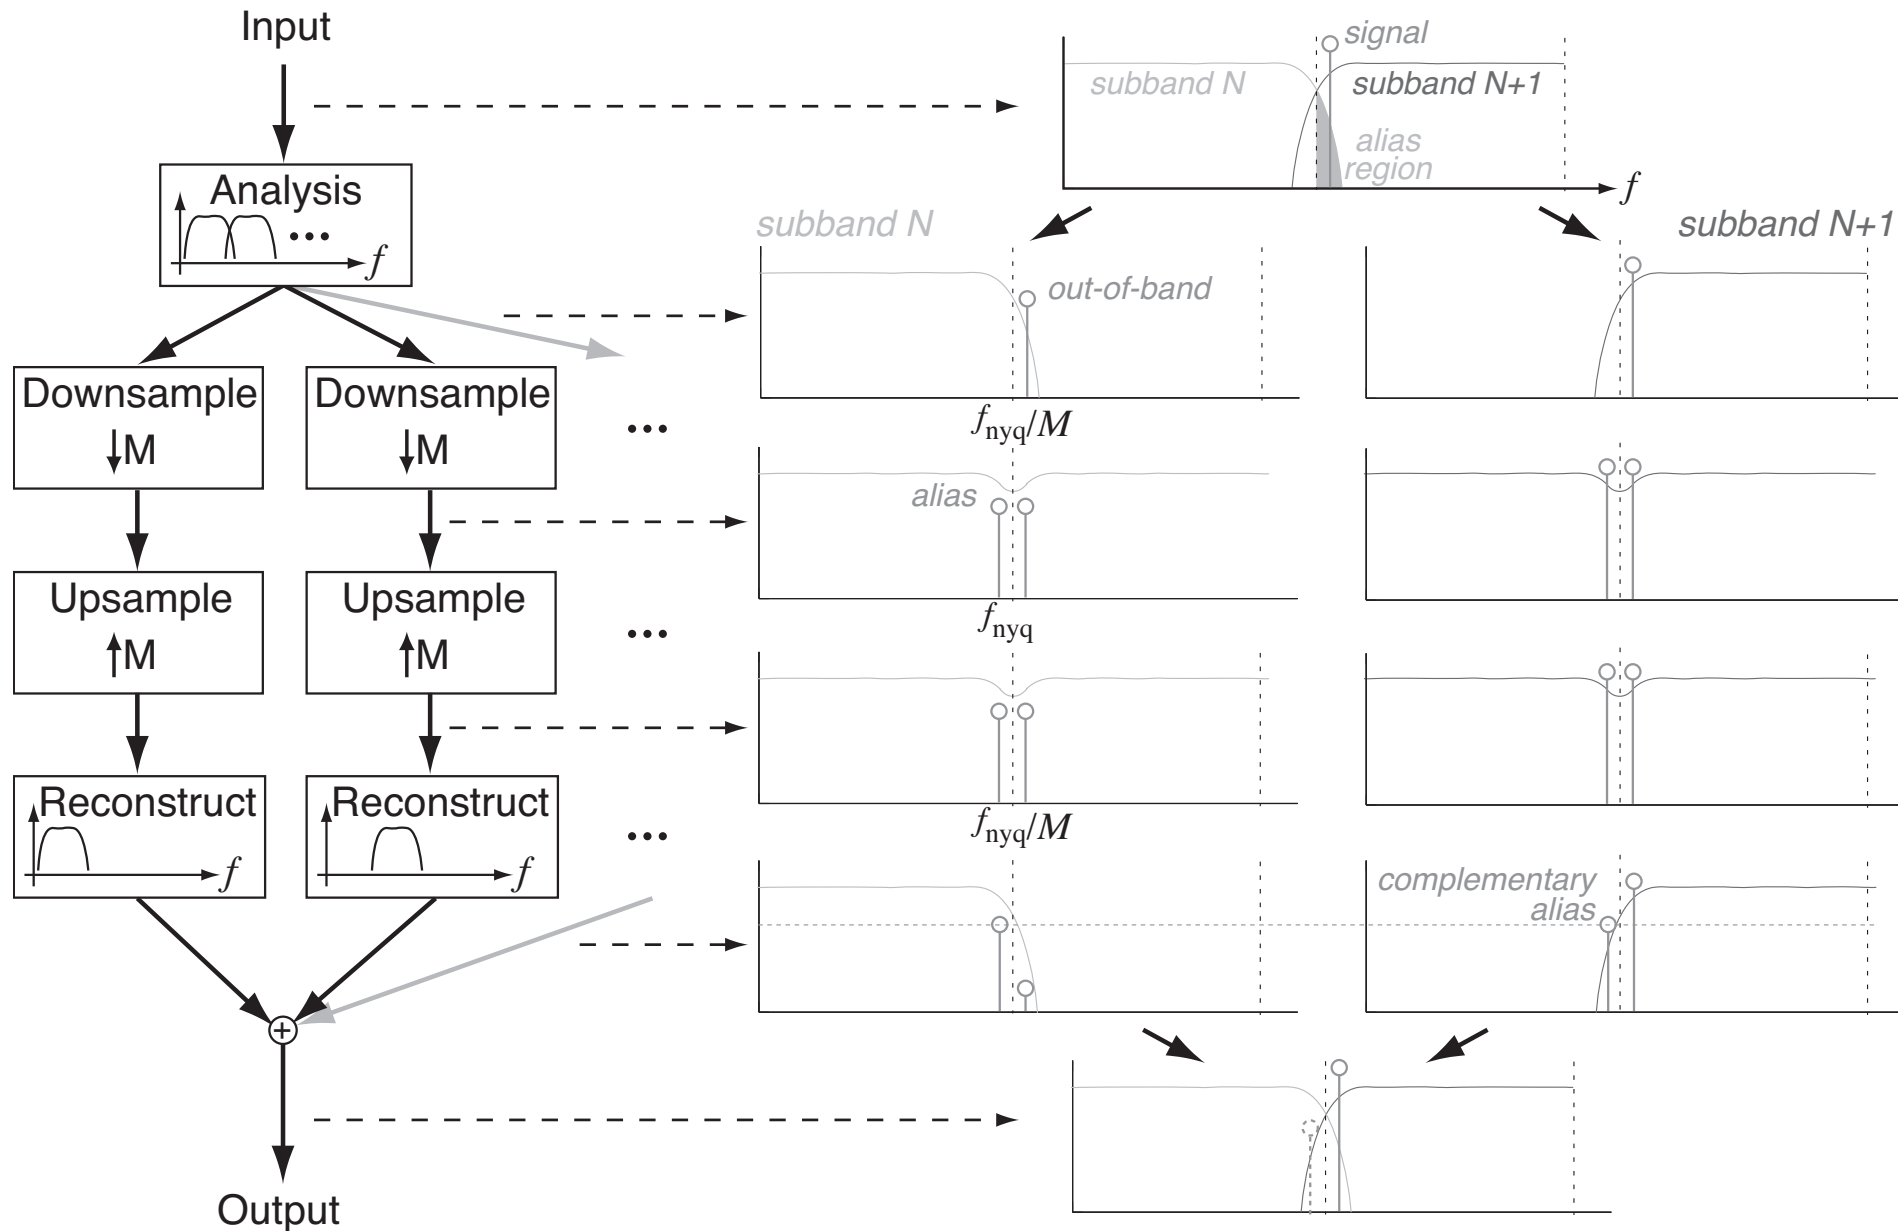 Input
signal
subband N
subband N+1
alias
region
f
Analysis
...
f
subband N
subband N+1
out-of-band
f_nyq/M
Downsample
↓M
Downsample
↓M
...
alias
f_nyq
Upsample
↑M
Upsample
↑M
...
f_nyq/M
Reconstruct
f
Reconstruct
f
...
complementary
alias
+
Output